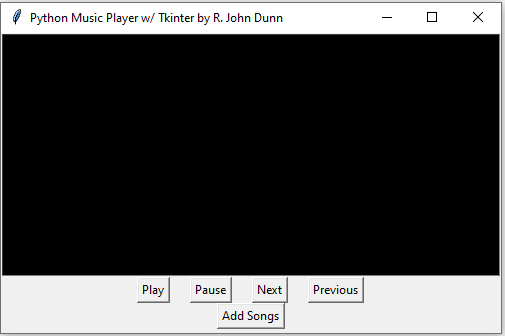 Python Music Player w/ Tkinter by R. John Dunn
Play Pause Next Previous
Add Songs